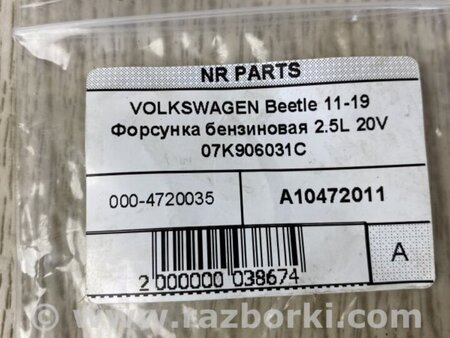 NR PARTS
VOLKSWAGEN Beetle 11-19
Форсунка бензиновая 2.5L 20V
07K906031C
000-4720035
A10472011
2 000000 038674
A
www.razborki.com